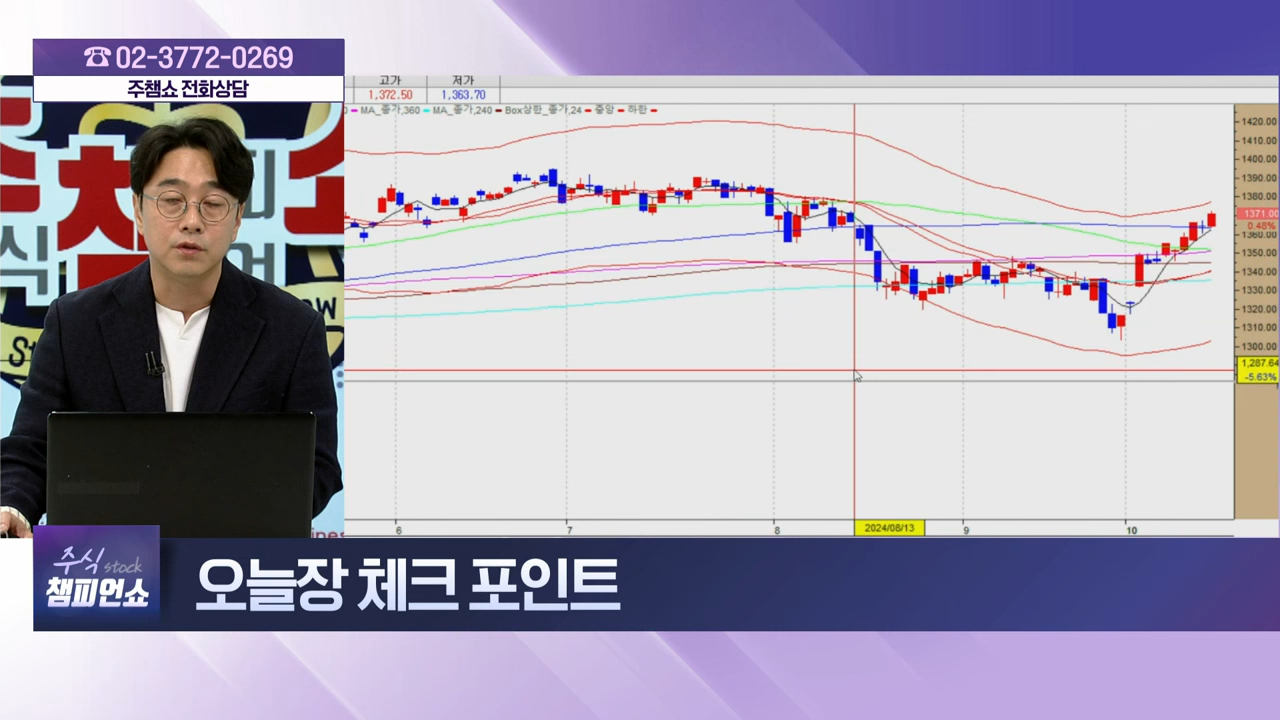 ☎02-3772-0269
주챔쇼 전화상담
고가 저가
1,372.50 1,363.70
MA_종가,360 MA_종가,240 Box상한_종가,24 중앙 하한
1420.00
1410.00
1400.00
1390.00
1380.00
1371.00
0.48%
1360.00
1350.00
1340.00
1330.00
1320.00
1310.00
1300.00
1,287.64
-5.63%
6 7 8 2024/08/13 9 10
주식 stock
챔피언쇼
오늘장 체크 포인트